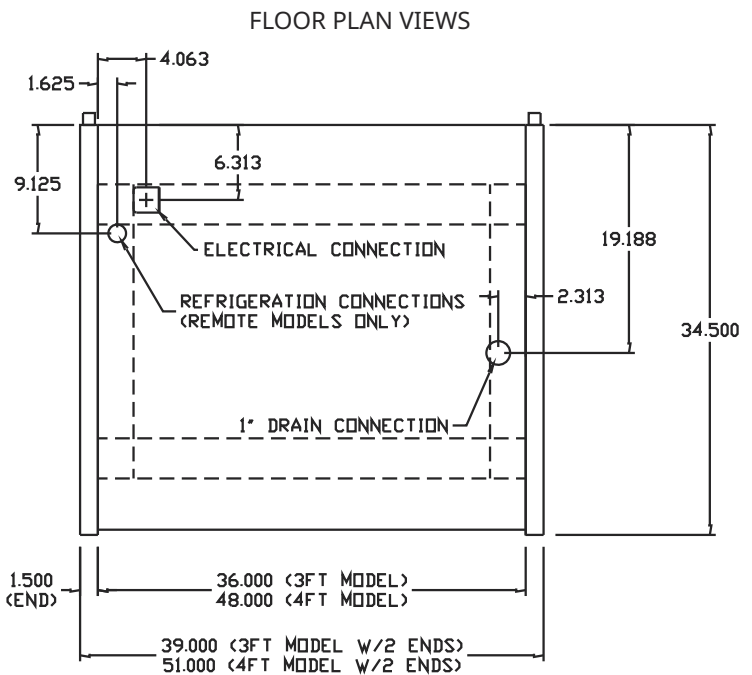 FLOOR PLAN VIEWS
4.063
1.625
6.313
9.125
19.188
ELECTRICAL CONNECTION
REFRIGERATION CONNECTIONS
(REMOTE MODELS ONLY)
2.313
34.500
1" DRAIN CONNECTION
1.500
(END)
36.000 (3FT MODEL)
48.000 (4FT MODEL)
39.000 (3FT MODEL W/2 ENDS)
51.000 (4FT MODEL W/2 ENDS)